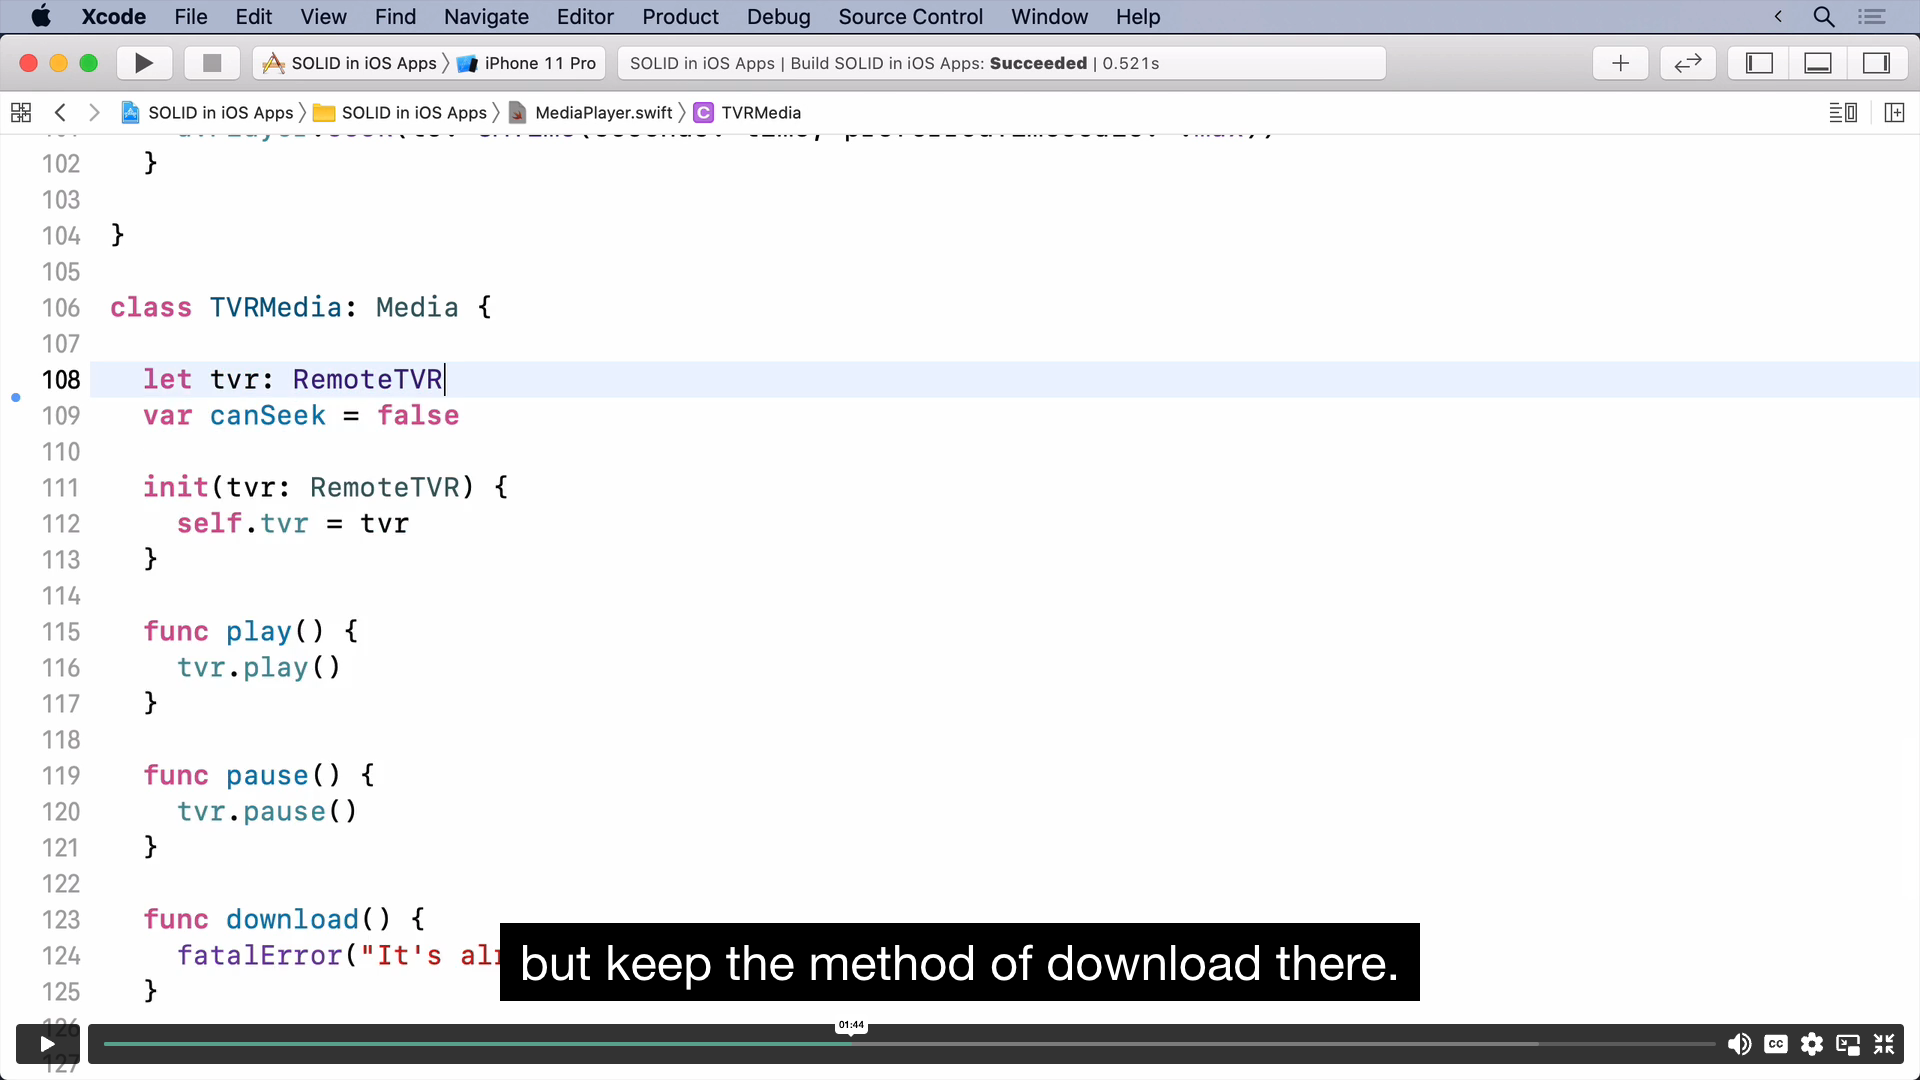 Xcode File Edit View Find Navigate Editor Product Debug Source Control Window Help
SOLID in iOS Apps iPhone 11 Pro SOLID in iOS Apps | Build SOLID in iOS Apps: Succeeded | 0.521s
SOLID in iOS Apps SOLID in iOS Apps MediaPlayer.swift C TVRMedia
102 }
103
104 }
105
106 class TVRMedia: Media {
107
108 let tvr: RemoteTVR
109 var canSeek = false
110
111 init(tvr: RemoteTVR) {
112 self.tvr = tvr
113 }
114
115 func play() {
116 tvr.play()
117 }
118
119 func pause() {
120 tvr.pause()
121 }
122
123 func download() {
124 fatalError("It's
125 }
but keep the method of download there.
126
01:44
CC
127